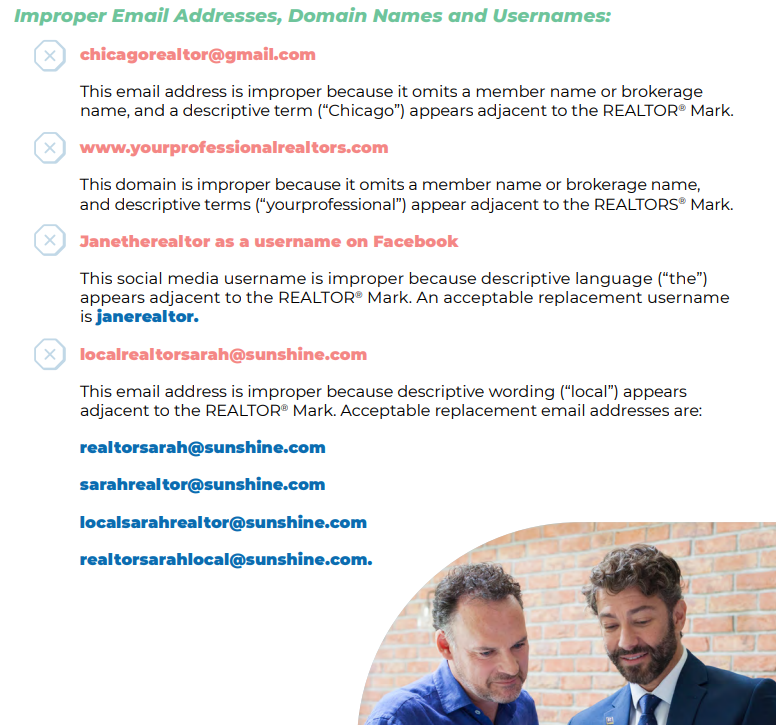 Improper Email Addresses, Domain Names and Usernames:
chicagorealtor@gmail.com
This email address is improper because it omits a member name or brokerage
name, and a descriptive term (“Chicago”) appears adjacent to the REALTOR® Mark.
www.yourprofessionalrealtors.com
This domain is improper because it omits a member name or brokerage name,
and descriptive terms (“yourprofessional”) appear adjacent to the REALTORS® Mark.
Janetherealtor as a username on Facebook
This social media username is improper because descriptive language (“the”)
appears adjacent to the REALTOR® Mark. An acceptable replacement username
is janerealtor.
localrealtorsarah@sunshine.com
This email address is improper because descriptive wording (“local”) appears
adjacent to the REALTOR® Mark. Acceptable replacement email addresses are:
realtorsarah@sunshine.com
sarahrealtor@sunshine.com
localsarahrealtor@sunshine.com
realtorsarahlocal@sunshine.com.